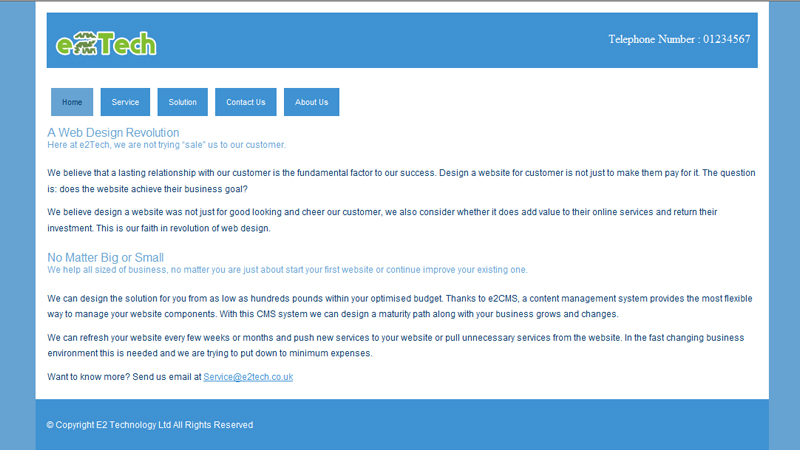 e2Tech
Telephone Number : 01234567
Home Service Solution Contact Us About Us
A Web Design Revolution
Here at e2Tech, we are not trying "sale" us to our customer.
We believe that a lasting relationship with our customer is the fundamental factor to our success. Design a website for customer is not just to make them pay for it. The question
is: does the website achieve their business goal?
We believe design a website was not just for good looking and cheer our customer, we also consider whether it does add value to their online services and return their
investment. This is our faith in revolution of web design.
No Matter Big or Small
We help all sized of business, no matter you are just about start your first website or continue improve your existing one.
We can design the solution for you from as low as hundreds pounds within your optimised budget. Thanks to e2CMS, a content management system provides the most flexible
way to manage your website components. With this CMS system we can design a maturity path along with your business grows and changes.
We can refresh your website every few weeks or months and push new services to your website or pull unnecessary services from the website. In the fast changing business
environment this is needed and we are trying to put down to minimum expenses.
Want to know more? Send us email at Service@e2tech.co.uk
© Copyright E2 Technology Ltd All Rights Reserved